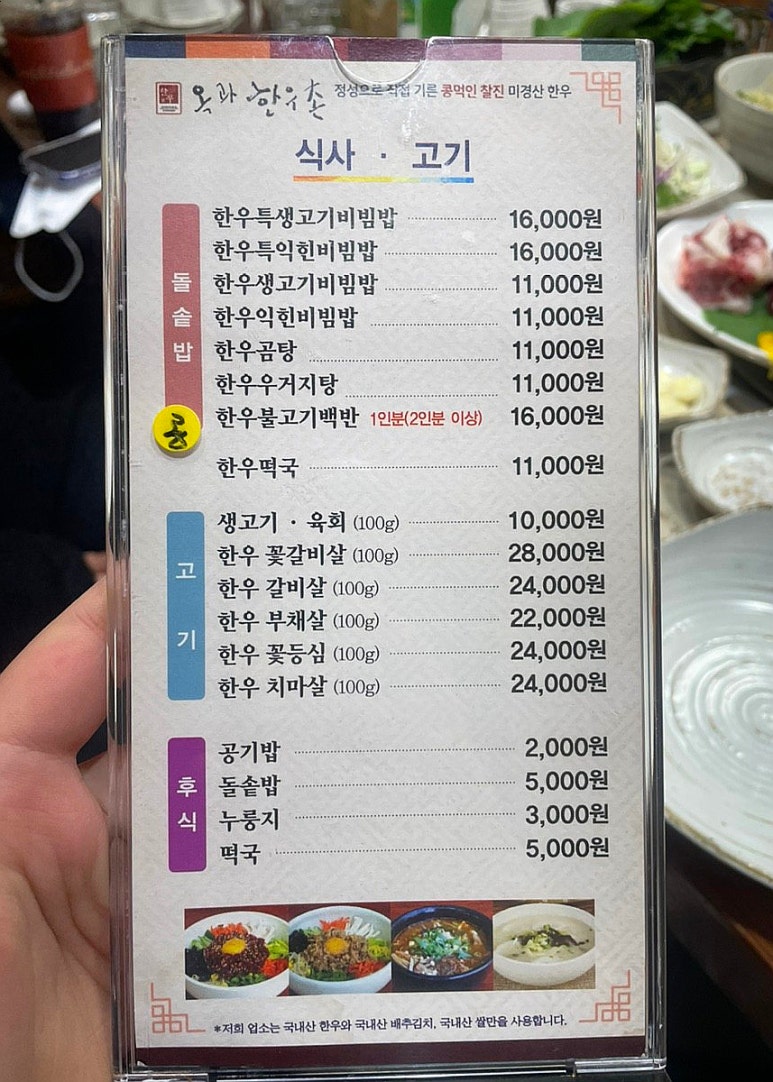 옥과 한우촌 정성으로 직접 기른 콩먹인 찰진 미경산 한우
식사 · 고기
돌솥밥
한우특생고기비빔밥 16,000원
한우특익힌비빔밥 16,000원
한우생고기비빔밥 11,000원
한우익힌비빔밥 11,000원
한우곰탕 11,000원
한우우거지탕 11,000원
한우불고기백반 1인분(2인분 이상) 16,000원
한우떡국 11,000원
고기
생고기 · 육회 (100g) 10,000원
한우 꽃갈비살 (100g) 28,000원
한우 갈비살 (100g) 24,000원
한우 부채살 (100g) 22,000원
한우 꽃등심 (100g) 24,000원
한우 치마살 (100g) 24,000원
후식
공기밥 2,000원
돌솥밥 5,000원
누룽지 3,000원
떡국 5,000원
*저희 업소는 국내산 한우와 국내산 배추김치, 국내산 쌀만을 사용합니다.